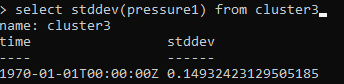 > select stddev(pressure1) from cluster3
name: cluster3
time                 stddev
----                 ------
1970-01-01T00:00:00Z 0.14932423129505185